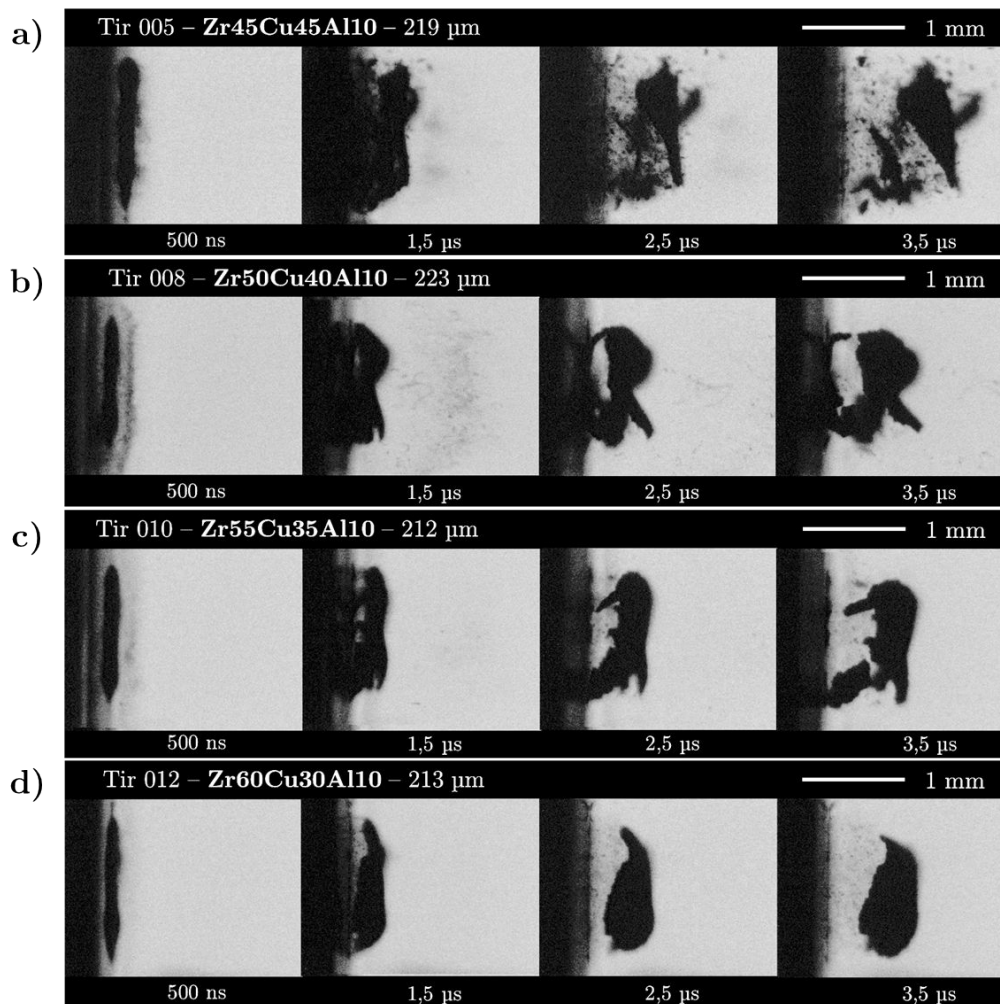 a)
Tir 005 – Zr45Cu45Al10 – 219 µm 1 mm
500 ns 1,5 µs 2,5 µs 3,5 µs
b)
Tir 008 – Zr50Cu40Al10 – 223 µm 1 mm
500 ns 1,5 µs 2,5 µs 3,5 µs
c)
Tir 010 – Zr55Cu35Al10 – 212 µm 1 mm
500 ns 1,5 µs 2,5 µs 3,5 µs
d)
Tir 012 – Zr60Cu30Al10 – 213 µm 1 mm
500 ns 1,5 µs 2,5 µs 3,5 µs